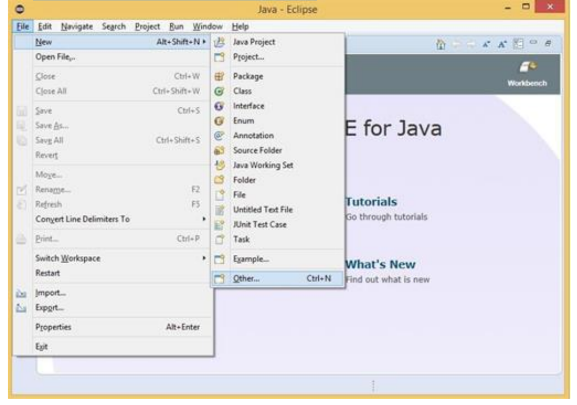 Java - Eclipse
File Edit Navigate Search Project Run Window Help
New Alt+Shift+N
Open File...
Close Ctrl+W
Close All Ctrl+Shift+W
Save Ctrl+S
Save As...
Save All Ctrl+Shift+S
Revert
Move...
Rename... F2
Refresh F5
Convert Line Delimiters To
Print... Ctrl+P
Switch Workspace
Restart
Import...
Export...
Properties Alt+Enter
Exit
Java Project
Project...
Package
Class
Interface
Enum
Annotation
Source Folder
Java Working Set
Folder
File
Untitled Text File
JUnit Test Case
Task
Example...
Other... Ctrl+N
Workbench
E for Java
Tutorials
Go through tutorials
What's New
Find out what is new